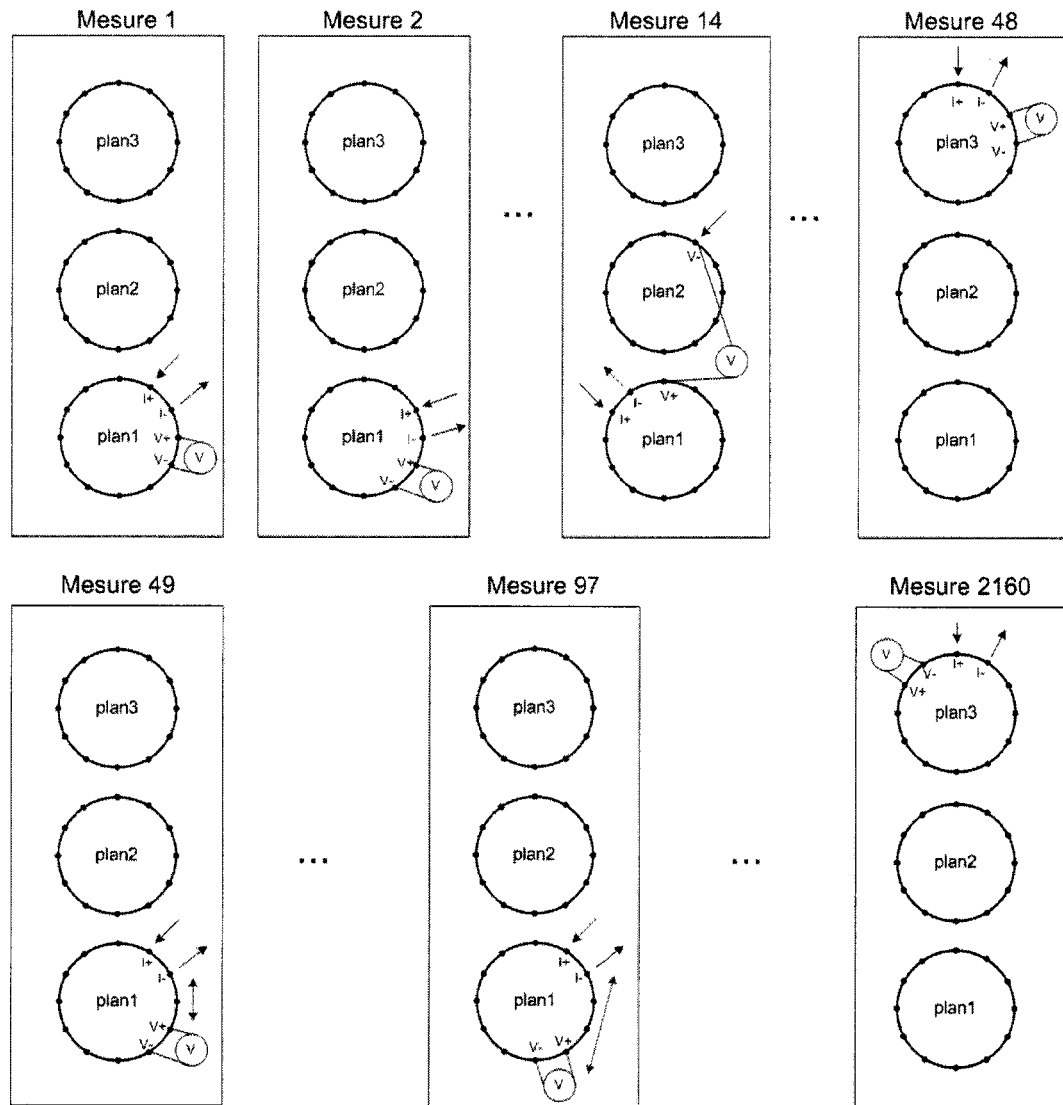 Mesure 1
plan3
plan2
I+
I-
plan1
V+
V-
V
Mesure 2
plan3
plan2
I+
I-
plan1
V+
V-
V
...
Mesure 14
plan3
V-
plan2
V
I-
V+
I+
plan1
...
Mesure 48
I+ I-
V+
V
plan3
V-
plan2
plan1
Mesure 49
plan3
plan2
I+
I-
plan1
V+
V-
V
...
Mesure 97
plan3
plan2
I+
I-
plan1
V- V+
V
...
Mesure 2160
V
V-
I+
I-
V+
plan3
plan2
plan1